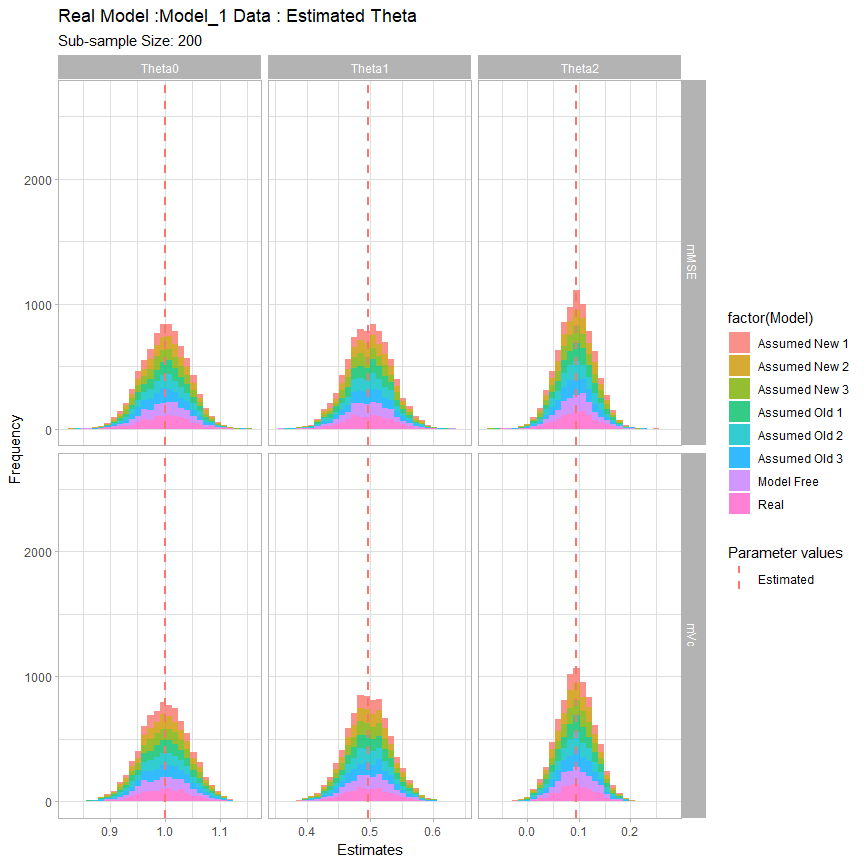 Real Model :Model_1 Data : Estimated Theta
Sub-sample Size: 200
Theta0 Theta1 Theta2
2000
1000
0
mMSE
2000
1000
0
mVc
Frequency
0.9 1.0 1.1 0.4 0.5 0.6 0.0 0.1 0.2
Estimates
factor(Model)
Assumed New 1
Assumed New 2
Assumed New 3
Assumed Old 1
Assumed Old 2
Assumed Old 3
Model Free
Real
Parameter values
Estimated